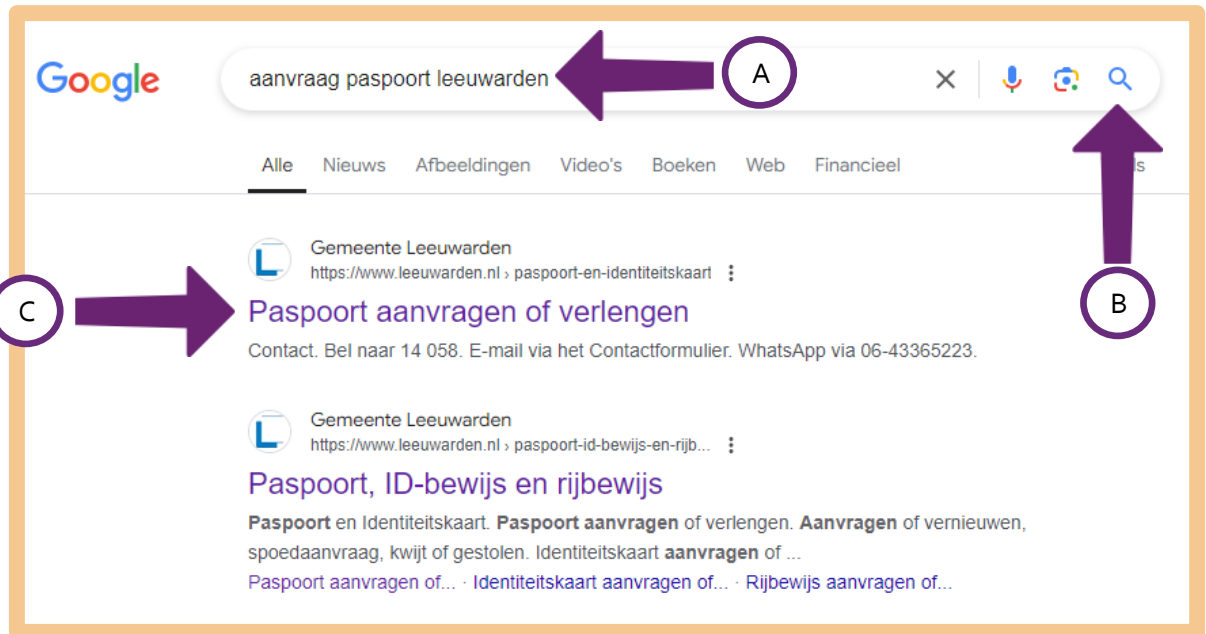 Google
aanvraag paspoort leeuwarden
A
Alle Nieuws Afbeeldingen Video's Boeken Web Financieel
B
Gemeente Leeuwarden
https://www.leeuwarden.nl › paspoort-en-identiteitskaart
C
Paspoort aanvragen of verlengen
Contact. Bel naar 14 058. E-mail via het Contactformulier. WhatsApp via 06-43365223.
Gemeente Leeuwarden
https://www.leeuwarden.nl › paspoort-id-bewijs-en-rijb...
Paspoort, ID-bewijs en rijbewijs
Paspoort en Identiteitskaart. Paspoort aanvragen of verlengen. Aanvragen of vernieuwen,
spoedaanvraag, kwijt of gestolen. Identiteitskaart aanvragen of ...
Paspoort aanvragen of... · Identiteitskaart aanvragen of... · Rijbewijs aanvragen of...